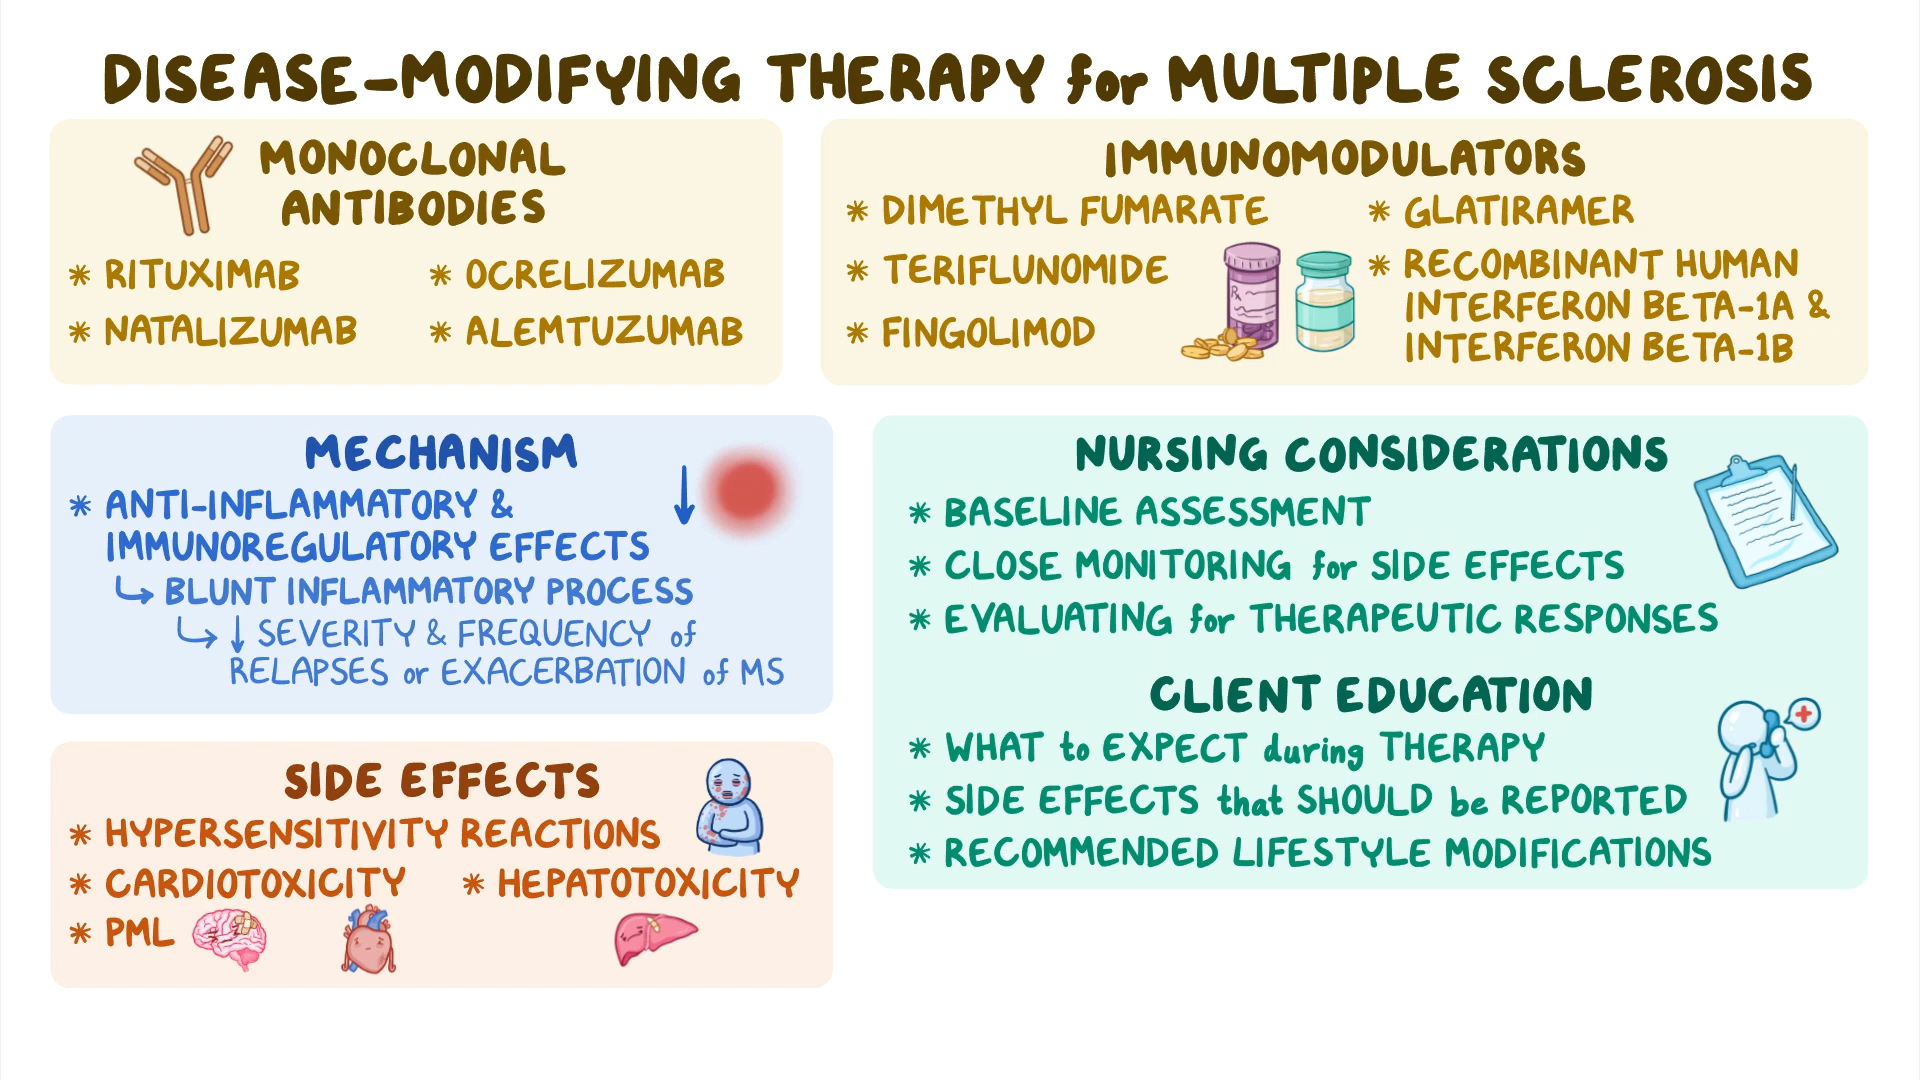 DISEASE-MODIFYING THERAPY for MULTIPLE SCLEROSIS
MONOCLONAL
ANTIBODIES
* RITUXIMAB
* OCRELIZUMAB
* NATALIZUMAB
* ALEMTUZUMAB
IMMUNOMODULATORS
* DIMETHYL FUMARATE
* TERIFLUNOMIDE
* FINGOLIMOD
Rx
* GLATIRAMER
* RECOMBINANT HUMAN
INTERFERON BETA-1A &
INTERFERON BETA-1B
MECHANISM
* ANTI-INFLAMMATORY &
IMMUNOREGULATORY EFFECTS
↳ BLUNT INFLAMMATORY PROCESS
↳ ↓ SEVERITY & FREQUENCY of
RELAPSES or EXACERBATION of MS
SIDE EFFECTS
* HYPERSENSITIVITY REACTIONS
* CARDIOTOXICITY
* HEPATOTOXICITY
* PML
NURSING CONSIDERATIONS
* BASELINE ASSESSMENT
* CLOSE MONITORING for SIDE EFFECTS
* EVALUATING for THERAPEUTIC RESPONSES
CLIENT EDUCATION
* WHAT to EXPECT during THERAPY
* SIDE EFFECTS that SHOULD be REPORTED
* RECOMMENDED LIFESTYLE MODIFICATIONS